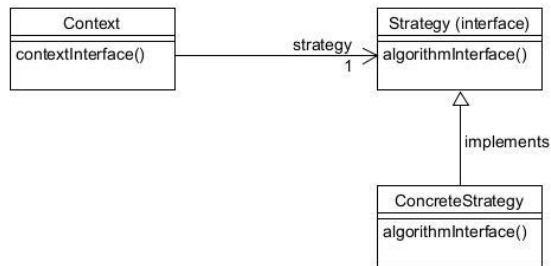 Context
contextInterface()
strategy
1
Strategy (interface)
algorithmInterface()
implements
ConcreteStrategy
algorithmInterface()